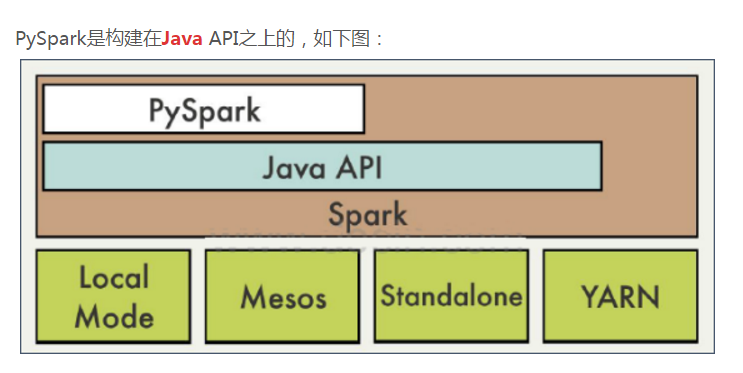 PySpark是构建在Java API之上的，如下图：
PySpark
Java API
Spark
Local
Mode
Mesos
Standalone
YARN